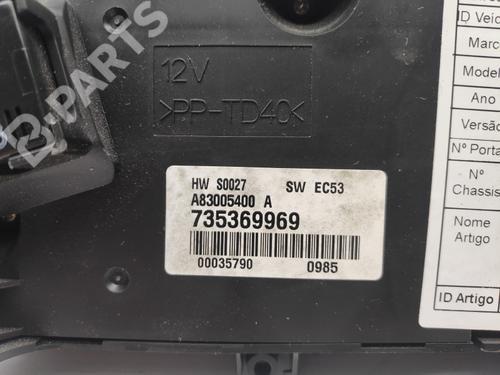 B-PARTS
12V
>PP-TD40<
HW S0027 SW EC53
A83005400 A
735369969
00035790 0985
ID Veíc
Marc
Model
Ano
Versão
Nº Porta
Nº
Chassis
Nome
Artigo
ID Artigo